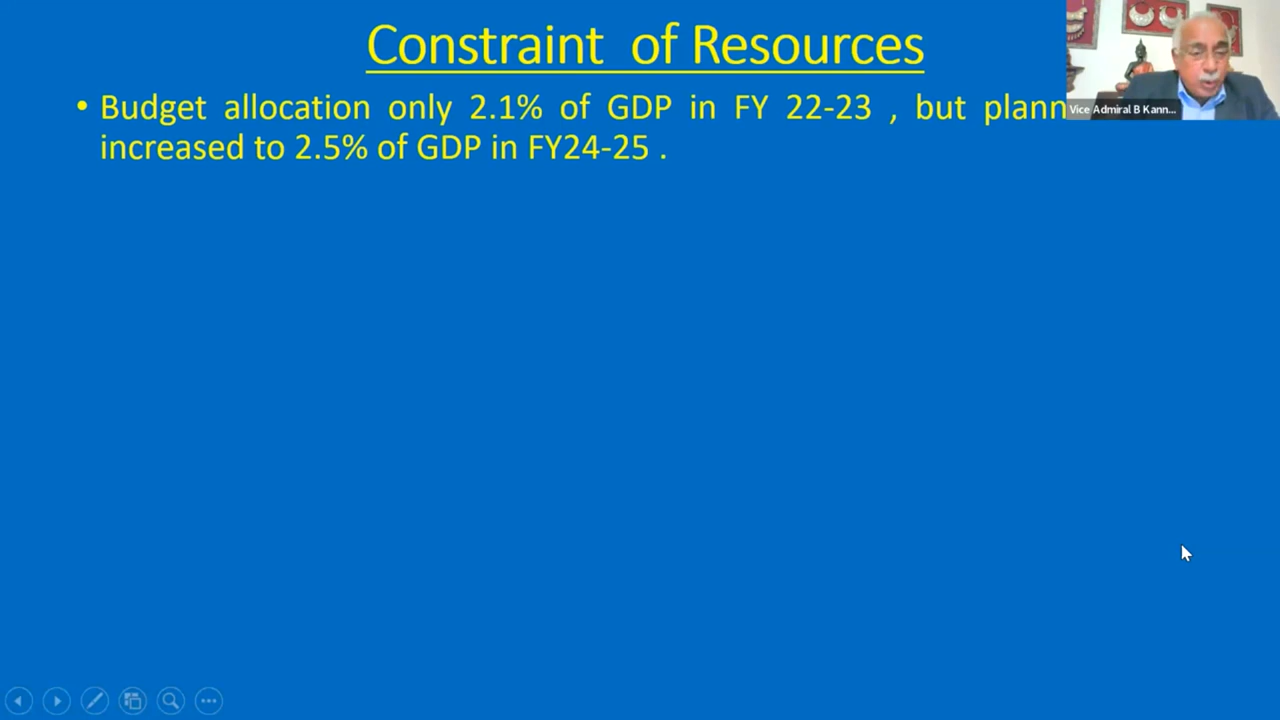 Constraint of Resources
Vice Admiral B Kann...
• Budget allocation only 2.1% of GDP in FY 22-23 , but plann
increased to 2.5% of GDP in FY24-25 .